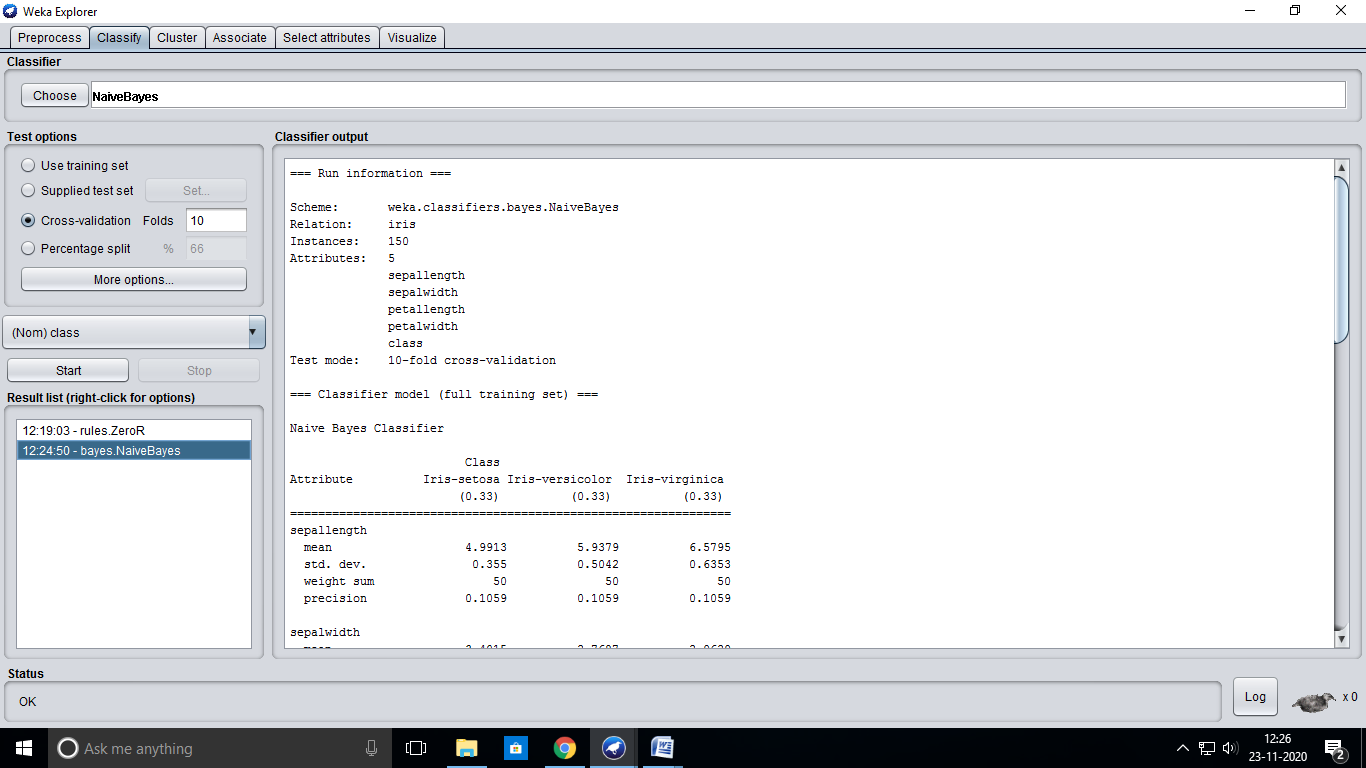 Weka Explorer
Preprocess Classify Cluster Associate Select attributes Visualize
Classifier
Choose NaiveBayes
Test options
Use training set
Supplied test set Set...
Cross-validation Folds 10
Percentage split % 66
More options...
(Nom) class
Start Stop
Result list (right-click for options)
12:19:03 - rules.ZeroR
12:24:50 - bayes.NaiveBayes
Classifier output
=== Run information ===
Scheme: weka.classifiers.bayes.NaiveBayes
Relation: iris
Instances: 150
Attributes: 5
sepallength
sepalwidth
petallength
petalwidth
class
Test mode: 10-fold cross-validation
=== Classifier model (full training set) ===
Naive Bayes Classifier
Class
Attribute Iris-setosa Iris-versicolor Iris-virginica
(0.33) (0.33) (0.33)
===============================================================
sepallength
mean 4.9913 5.9379 6.5795
std. dev. 0.355 0.5042 0.6353
weight sum 50 50 50
precision 0.1059 0.1059 0.1059
sepalwidth
Status
OK
Log x 0
Ask me anything
12:26
23-11-2020
2